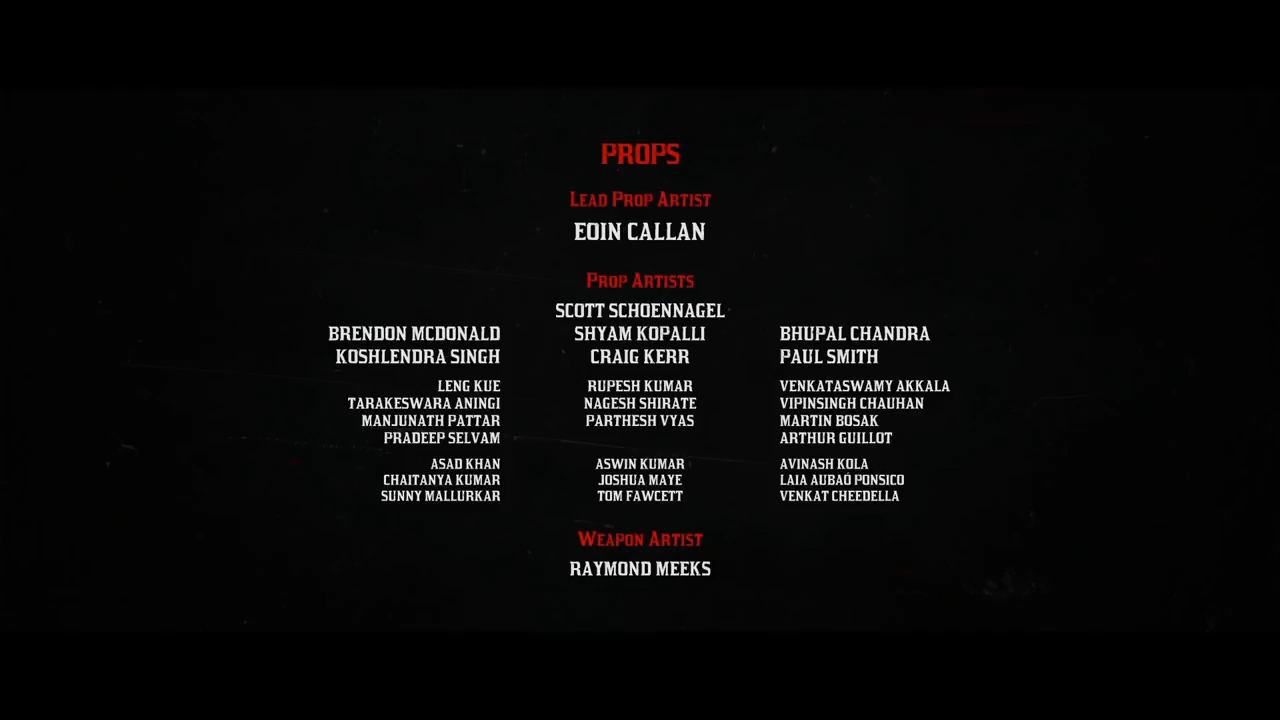 PROPS
LEAD PROP ARTIST
EOIN CALLAN
PROP ARTISTS
SCOTT SCHOENNAGEL
BRENDON MCDONALD SHYAM KOPALLI BHUPAL CHANDRA
KOSHLENDRA SINGH CRAIG KERR PAUL SMITH
LENG KUE RUPESH KUMAR VENKATASWAMY AKKALA
TARAKESWARA ANINGI NAGESH SHIRATE VIPINSINGH CHAUHAN
MANJUNATH PATTAR PARTHESH VYAS MARTIN BOSAK
PRADEEP SELVAM ARTHUR GUILLOT
ASAD KHAN ASWIN KUMAR AVINASH KOLA
CHAITANYA KUMAR JOSHUA MAYE LAIA AUBAÓ PONSICO
SUNNY MALLURKAR TOM FAWCETT VENKAT CHEEDELLA
WEAPON ARTIST
RAYMOND MEEKS